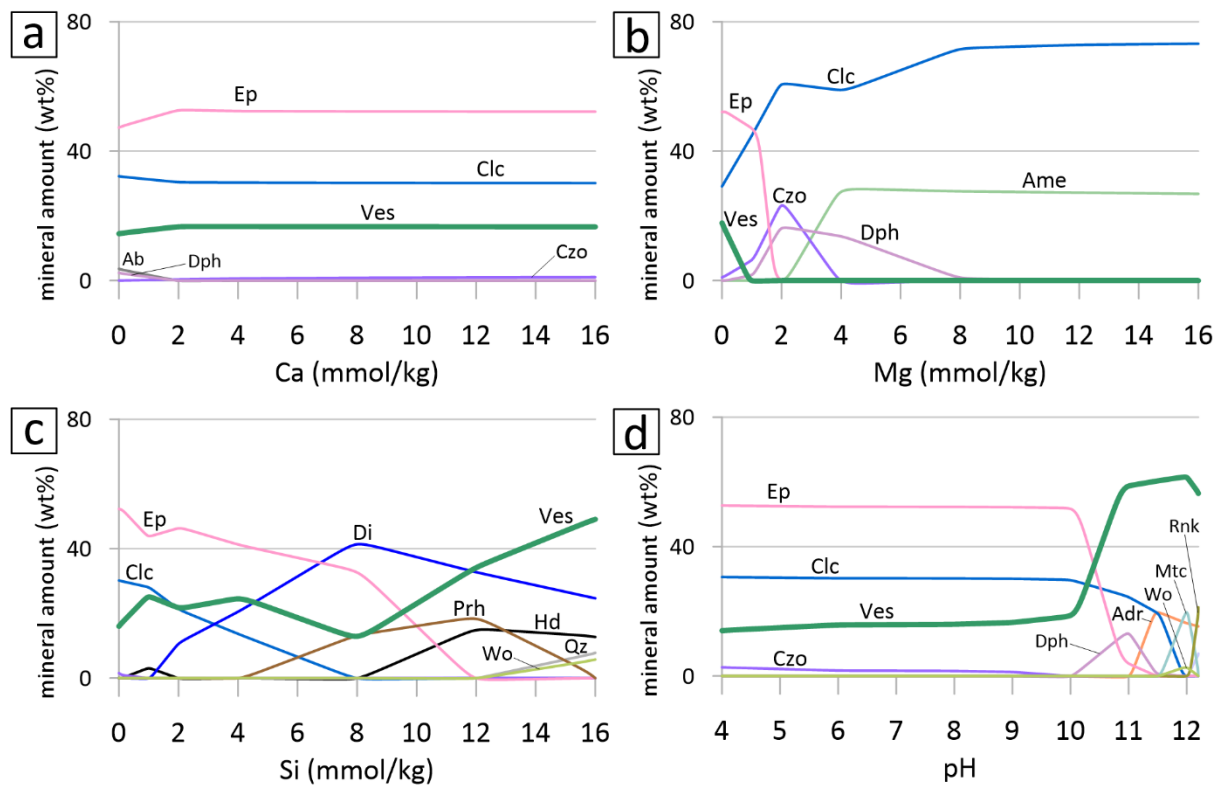 a
mineral amount (wt%)
80
40
0
Ep
Clc
Ves
Ab
Dph
Czo
0 2 4 6 8 10 12 14 16
Ca (mmol/kg)
b
mineral amount (wt%)
80
40
0
Clc
Ep
Czo
Ame
Ves
Dph
0 2 4 6 8 10 12 14 16
Mg (mmol/kg)
c
mineral amount (wt%)
80
40
0
Ep
Di
Ves
Clc
Prh
Hd
Wo
Qz
0 2 4 6 8 10 12 14 16
Si (mmol/kg)
d
mineral amount (wt%)
80
40
0
Ep
Rnk
Clc
Mtc
Wo
Ves
Adr
Dph
Czo
4 5 6 7 8 9 10 11 12
pH